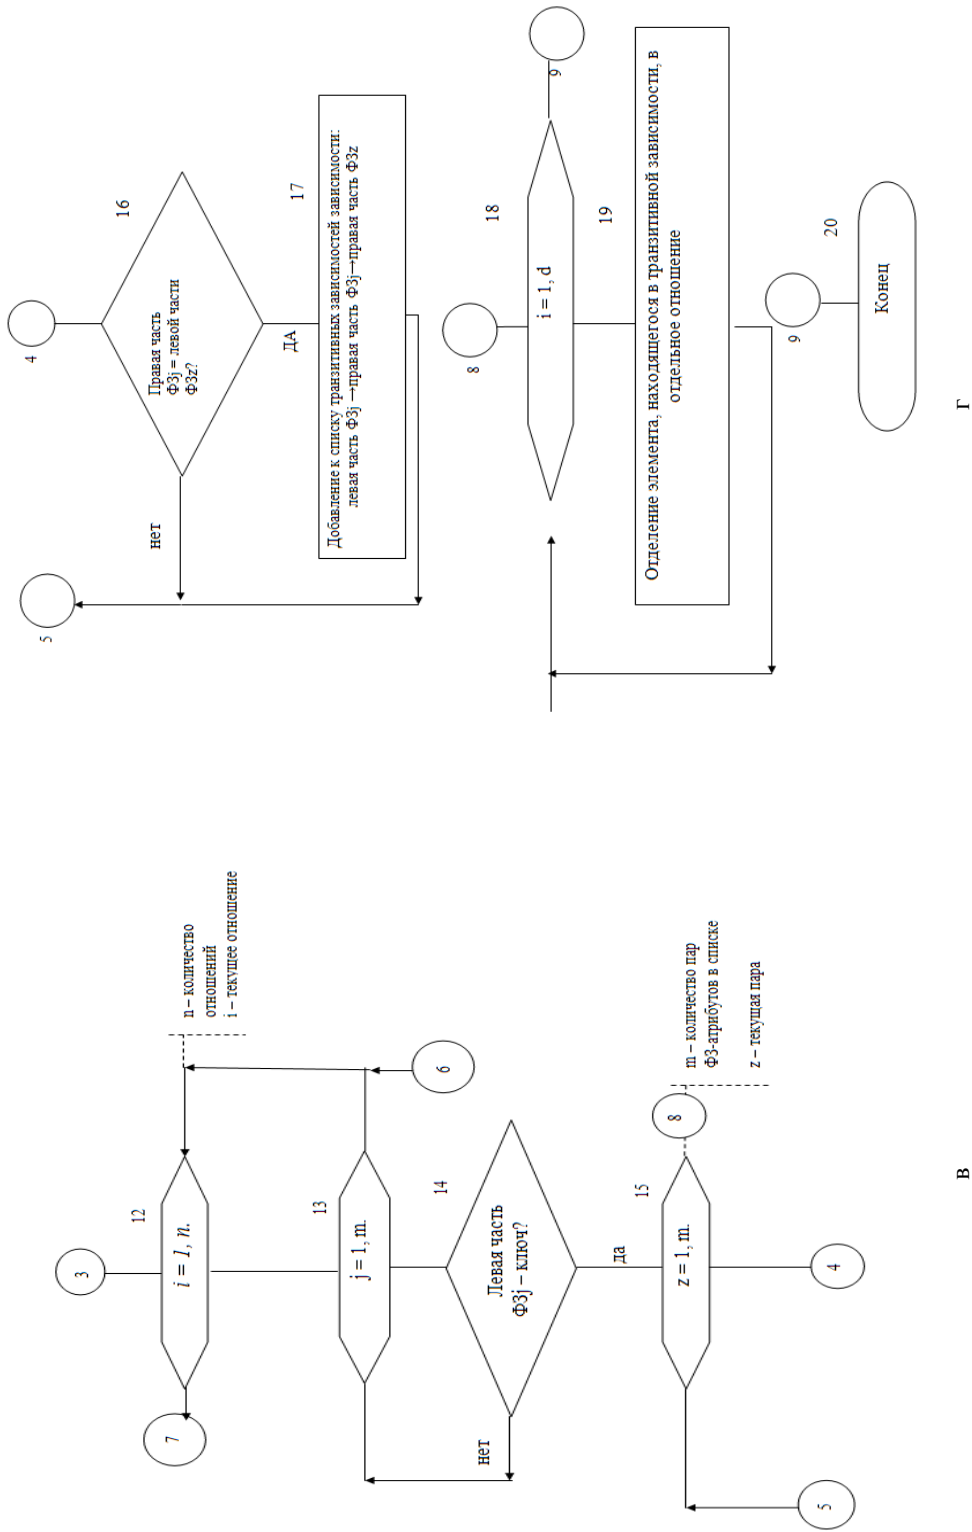 3
12
i = 1, n.
n – количество
отношений
i – текущее отношение
7
13
j = 1, m.
6
14
Левая часть
ФЗj – ключ?
нет
да
15
z = 1, m.
8
m – количество пар
ФЗ-атрибутов в списке
z – текущая пара
5
4
В
4
5
16
Правая часть
ФЗj = левой части
ФЗz?
нет
ДА
17
Добавление к списку транзитивных зависимостей зависимости:
левая часть ФЗj →правая часть ФЗj→правая часть ФЗz
8
18
i = 1, d
9
19
Отделение элемента, находящегося в транзитивной зависимости, в
отдельное отношение
9
20
Конец
Г